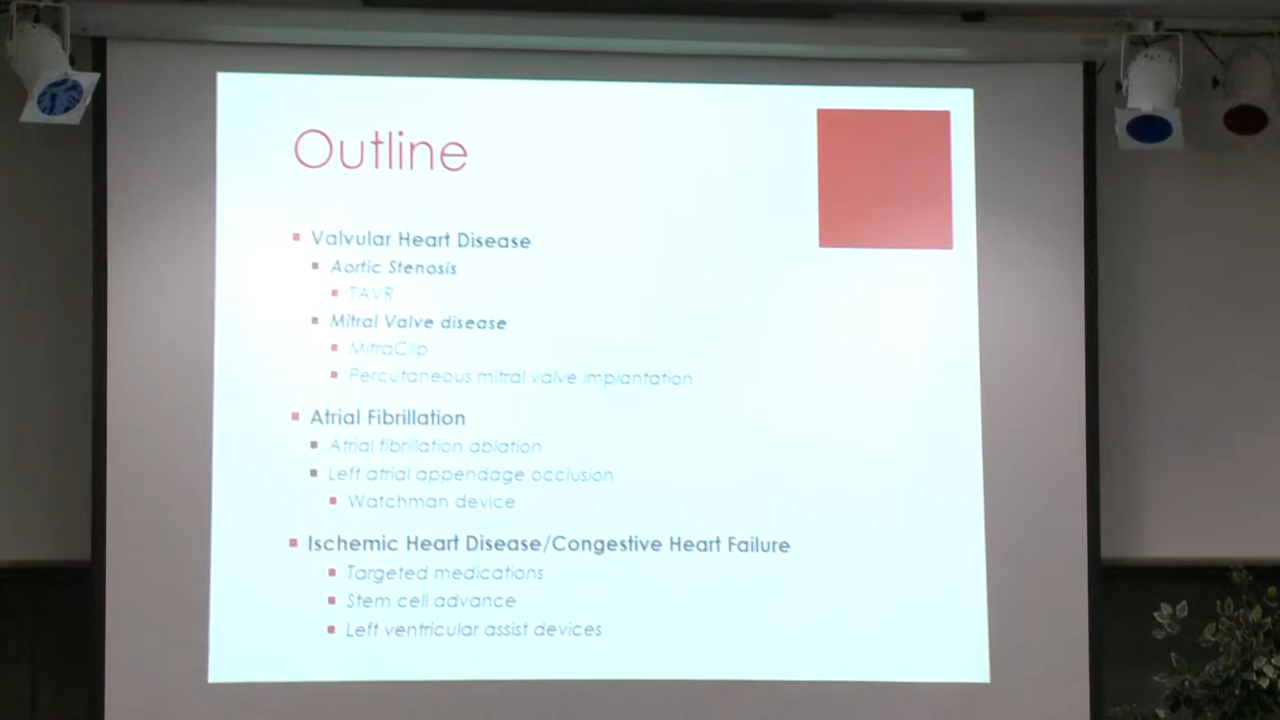 Outline
Valvular Heart Disease
Aortic Stenosis
TAVR
Mitral Valve disease
MitraClip
Percutaneous mitral valve implantation
Atrial Fibrillation
Atrial fibrillation ablation
Left atrial appendage occlusion
Watchman device
Ischemic Heart Disease/Congestive Heart Failure
Targeted medications
Stem cell advance
Left ventricular assist devices